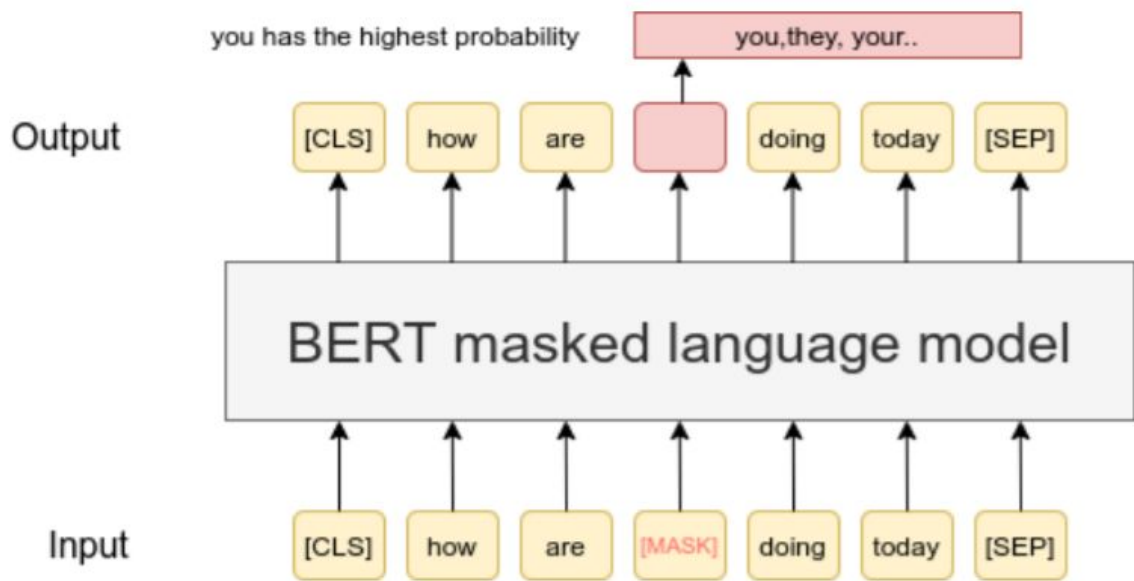 you has the highest probability
you,they, your..
Output
[CLS] how are doing today [SEP]
BERT masked language model
Input
[CLS] how are [MASK] doing today [SEP]